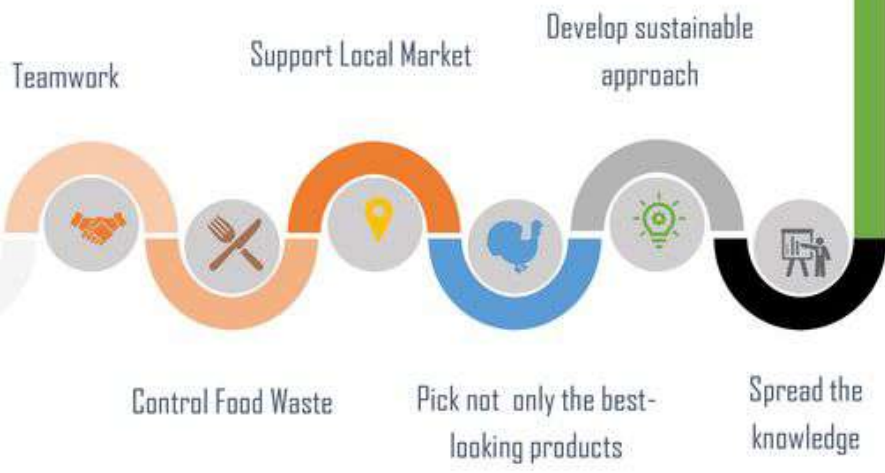 Teamwork
Support Local Market
Develop sustainable
approach
Control Food Waste
Pick not only the best-
looking products
Spread the
knowledge